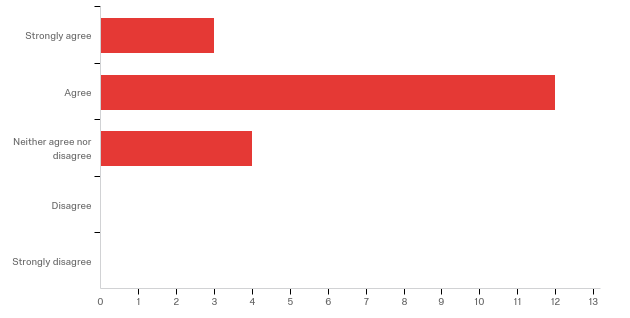 Strongly agree
Agree
Neither agree nor
disagree
Disagree
Strongly disagree
0 1 2 3 4 5 6 7 8 9 10 11 12 13